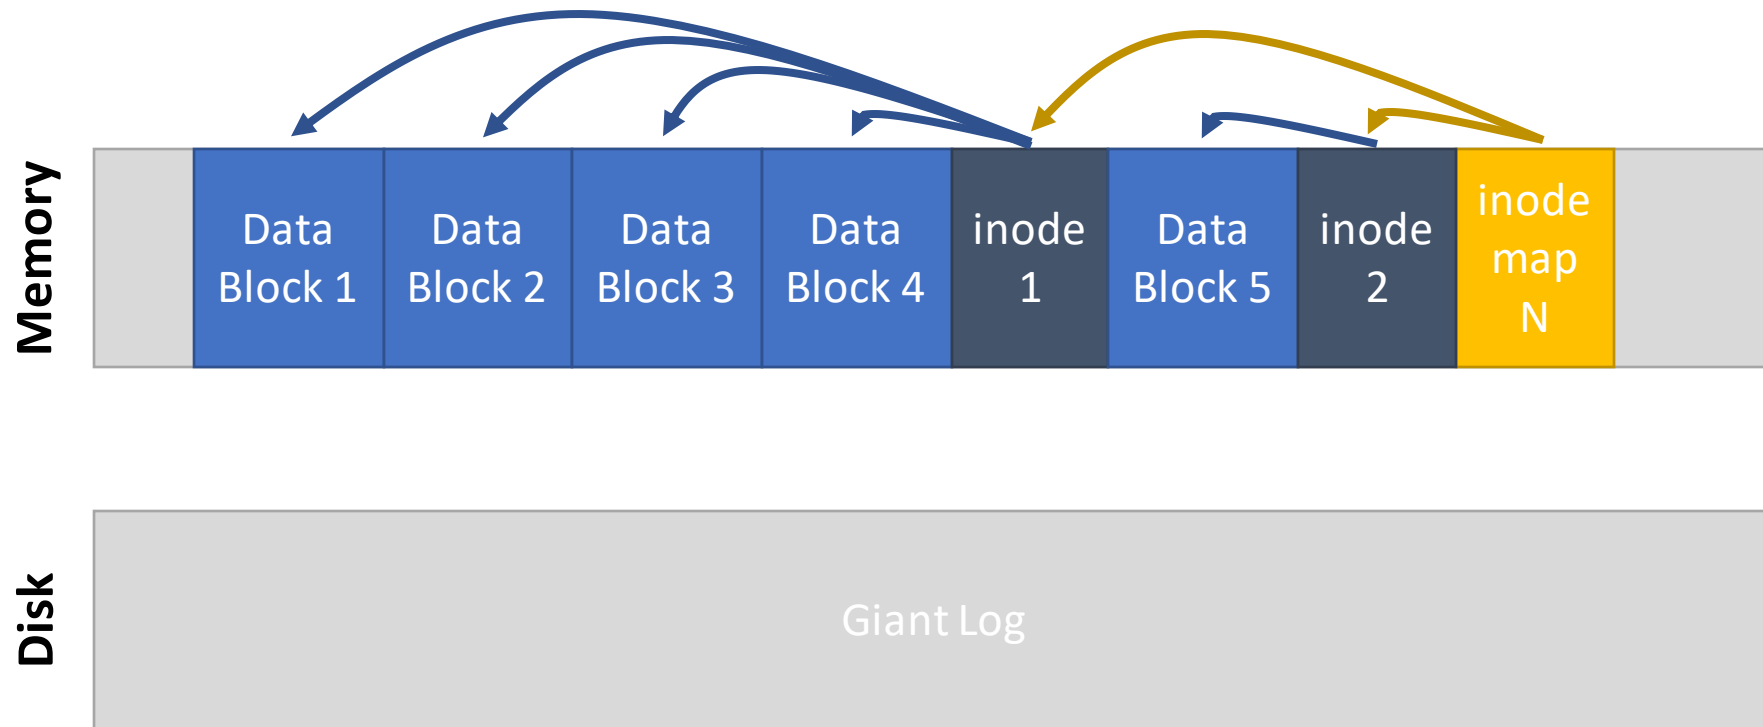 Memory
Data
Block 1
Data
Block 2
Data
Block 3
Data
Block 4
inode
1
Data
Block 5
inode
2
inode
map
N
Disk
Giant Log